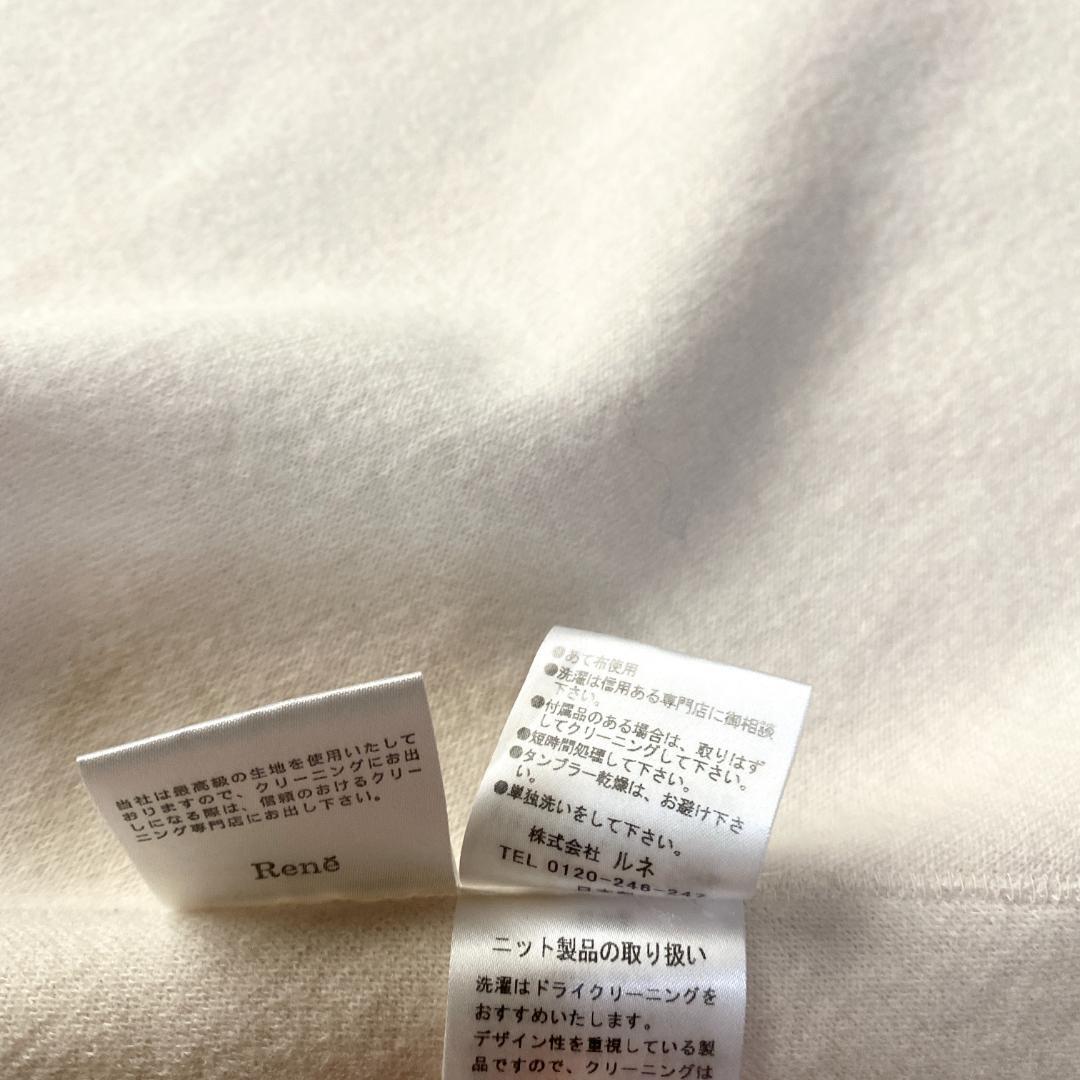 当社は最高級の生地を使用いたして
おりますので、クリーニングにお出
しになる際は、信頼のおけるクリー
ニング専門店にお出し下さい。
René
●あて布使用
●洗濯は信用ある専門店に御相談
下さい。
●付属品のある場合は、取りはず
してクリーニングして下さい。
●短時間処理して下さい。
●タンブラー乾燥は、お避け下さ
い。
●単独洗いをして下さい。
株式会社 ルネ
TEL 0120-246-247
ニット製品の取り扱い
洗濯はドライクリーニングを
おすすめいたします。
デザイン性を重視している製
品ですので、クリーニングは